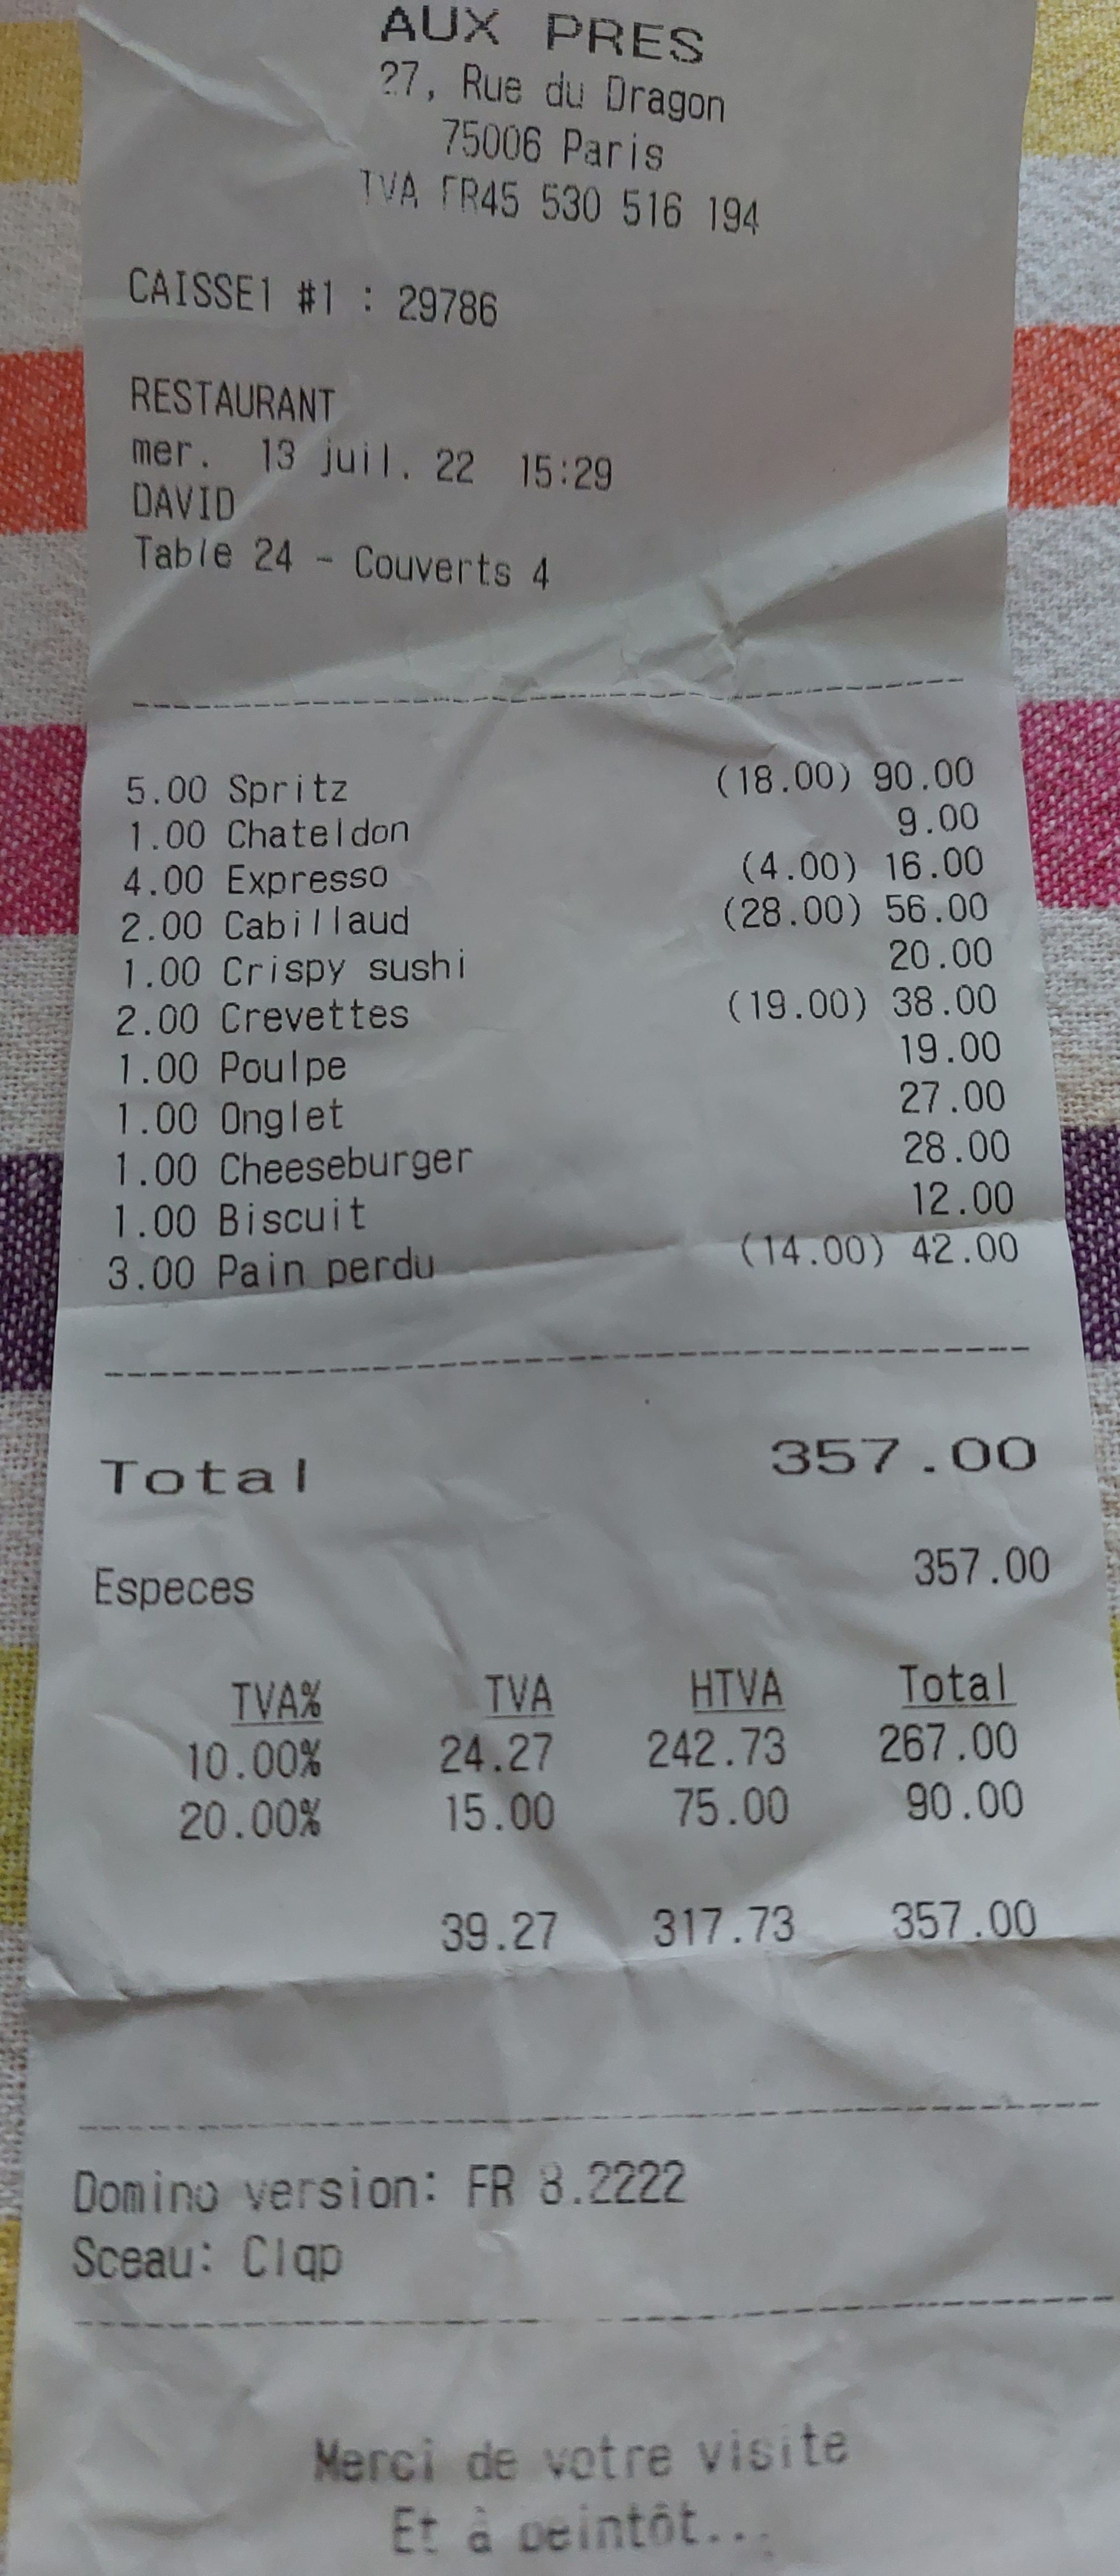 AUX PRES
27, Rue du Dragon
75006 Paris
TVA FR45 530 516 194
CAISSE1 #1 : 29786
RESTAURANT
mer. 13 juil. 22 15:29
DAVID
Table 24 - Couverts 4
5.00 Spritz (18.00) 90.00
1.00 Chateldon 9.00
4.00 Expresso (4.00) 16.00
2.00 Cabillaud (28.00) 56.00
1.00 Crispy sushi 20.00
2.00 Crevettes (19.00) 38.00
1.00 Poulpe 19.00
1.00 Onglet 27.00
1.00 Cheeseburger 28.00
1.00 Biscuit 12.00
3.00 Pain perdu (14.00) 42.00
Total 357.00
Especes 357.00
TVA% TVA HTVA Total
10.00% 24.27 242.73 267.00
20.00% 15.00 75.00 90.00
39.27 317.73 357.00
Domino version: FR 8.2222
Sceau: Clqp
Merci de votre visite
Et à beintôt...